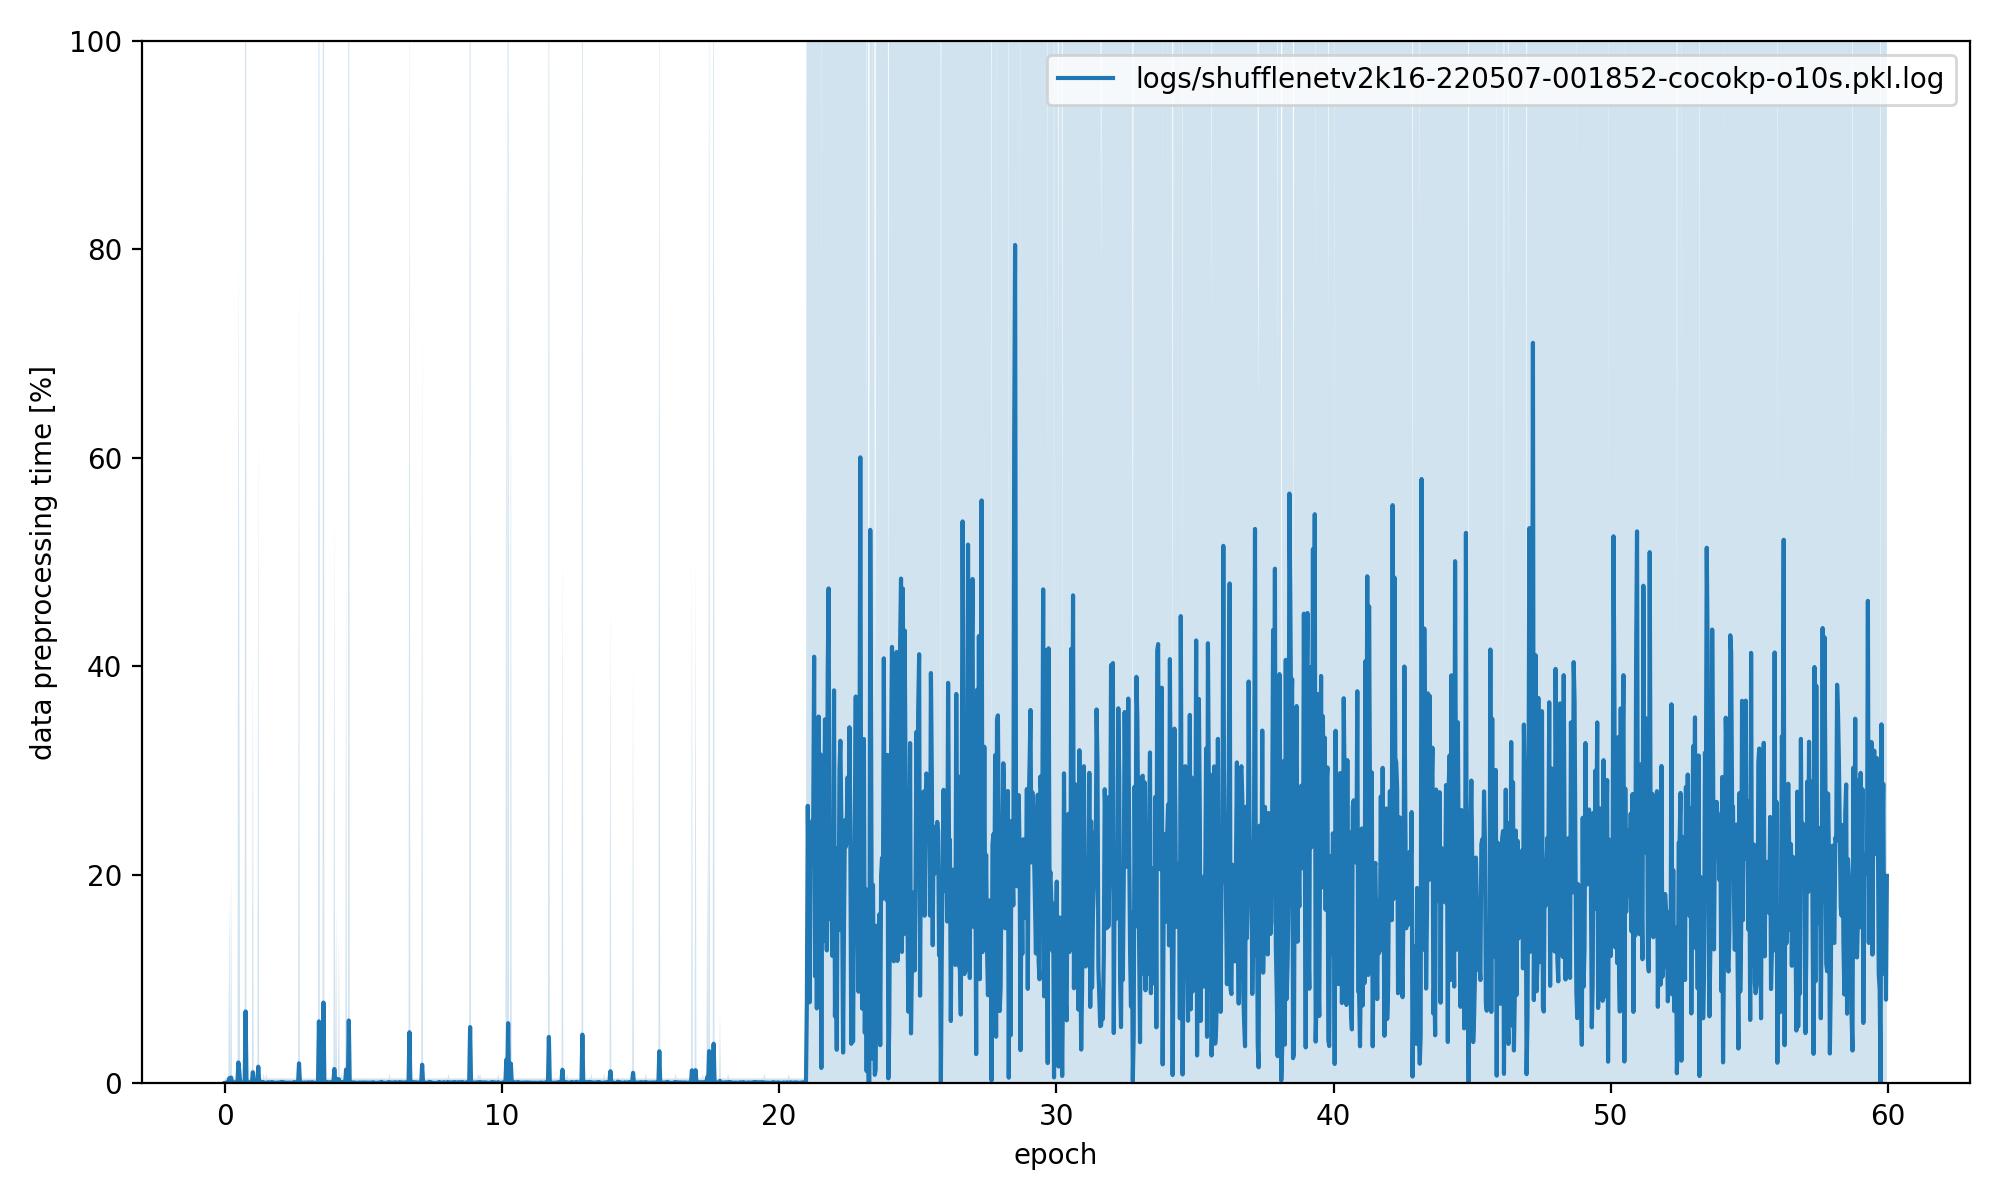 logs/shufflenetv2k16-220507-001852-cocokp-o10s.pkl.log
data preprocessing time [%]
100
80
60
40
20
0
0 10 20 30 40 50 60
epoch